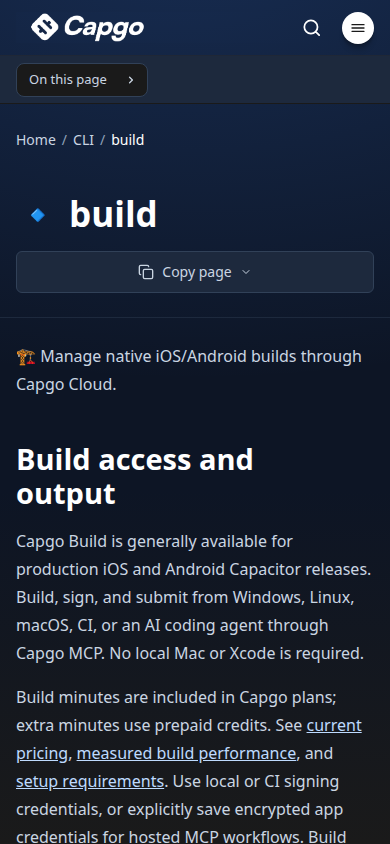 Capgo
On this page
Home / CLI / build
build
Copy page
Manage native iOS/Android builds through
Capgo Cloud.
Build access and
output
Capgo Build is generally available for
production iOS and Android Capacitor releases.
Build, sign, and submit from Windows, Linux,
macOS, CI, or an AI coding agent through
Capgo MCP. No local Mac or Xcode is required.
Build minutes are included in Capgo plans;
extra minutes use prepaid credits. See current
pricing, measured build performance, and
setup requirements. Use local or CI signing
credentials, or explicitly save encrypted app
credentials for hosted MCP workflows. Build